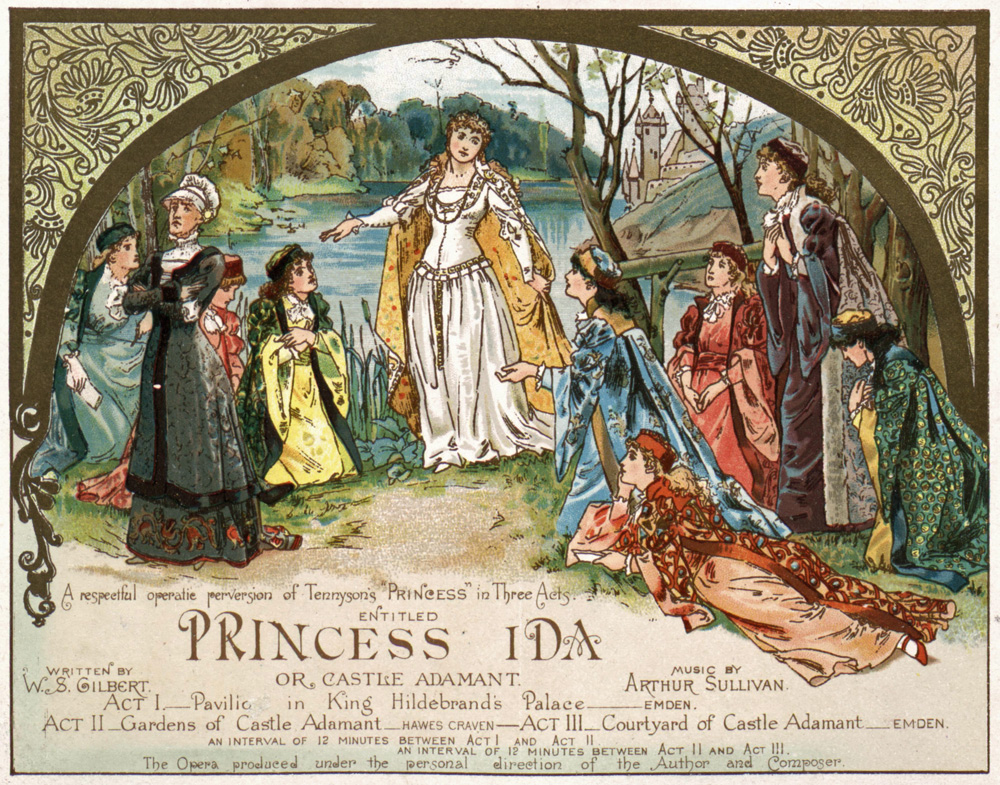 A respectful operatic perversion of Tennyson's "PRINCESS" in Three Acts.
ENTITLED
PRINCESS IDA
OR, CASTLE ADAMANT.
WRITTEN BY
W. S. GILBERT.
MUSIC BY
ARTHUR SULLIVAN.
ACT I.—Pavilio in King Hildebrand's Palace—EMDEN.
ACT II—Gardens of Castle Adamant—HAWES CRAVEN—ACT III—Courtyard of Castle Adamant—EMDEN.
AN INTERVAL OF 12 MINUTES BETWEEN ACT I AND ACT II.
AN INTERVAL OF 12 MINUTES BETWEEN ACT II AND ACT III.
The Opera produced under the personal direction of the Author and Composer.